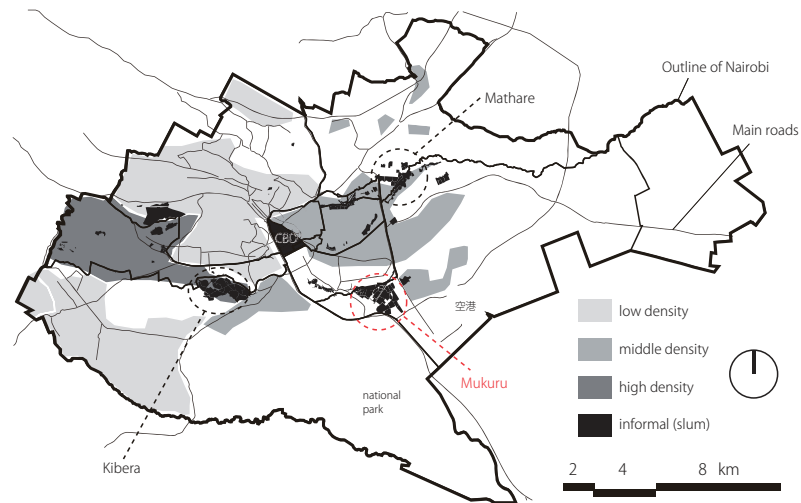 Outline of Nairobi
Mathare
Main roads
CBD
空港
low density
middle density
high density
informal (slum)
Mukuru
national
park
Kibera
2 4 8 km